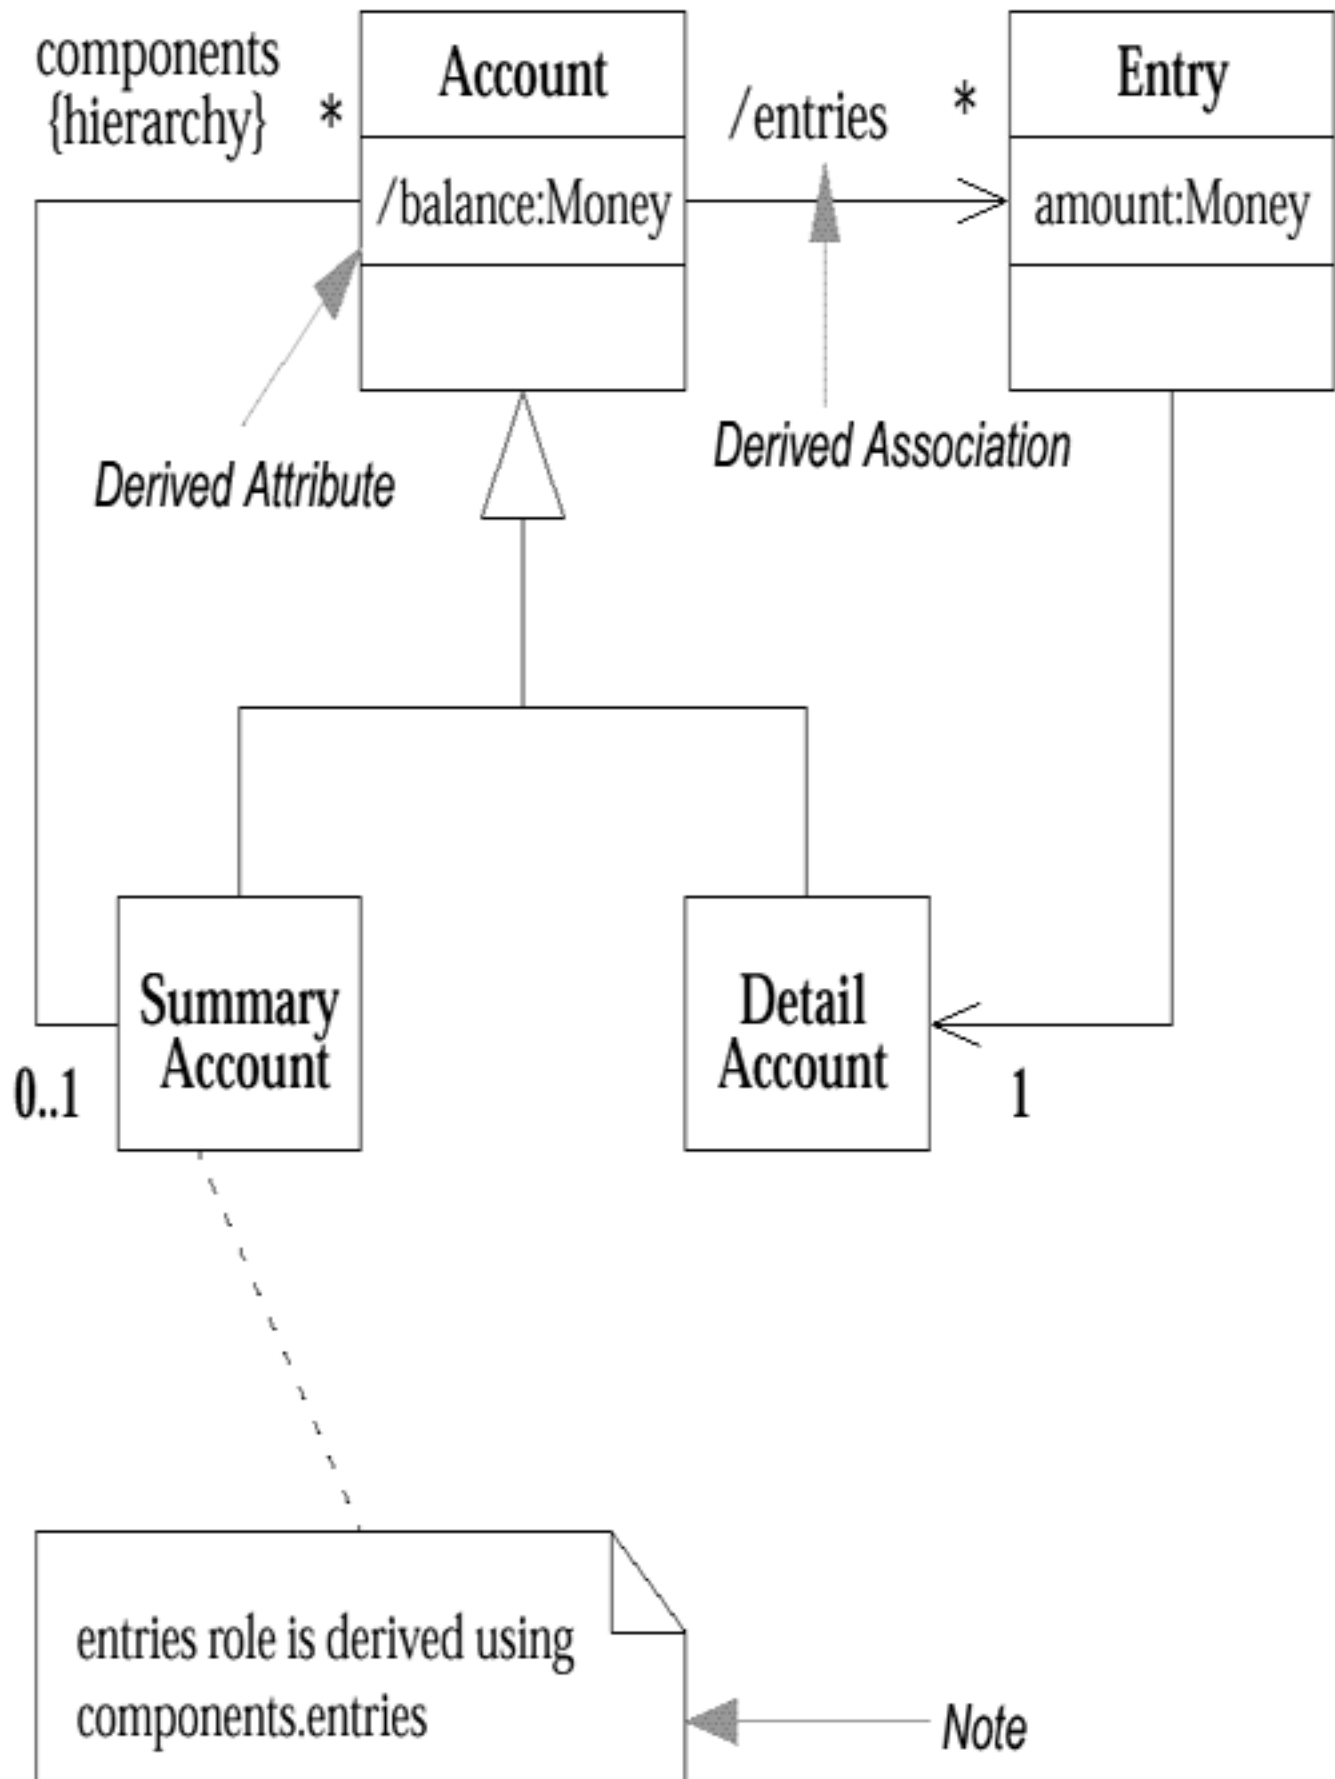 components
{hierarchy}
*
Account
/entries
*
Entry
/balance:Money
amount:Money
Derived Attribute
Derived Association
Summary
Account
Detail
Account
0..1
1
entries role is derived using
components.entries
Note